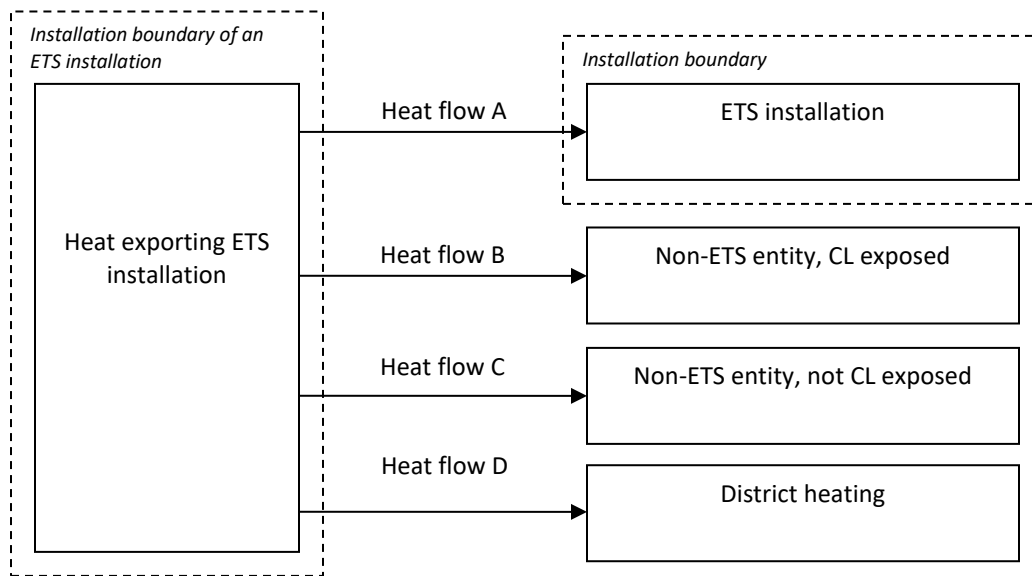 Installation boundary of an
ETS installation
Heat exporting ETS
installation
Heat flow A
Heat flow B
Heat flow C
Heat flow D
Installation boundary
ETS installation
Non-ETS entity, CL exposed
Non-ETS entity, not CL exposed
District heating